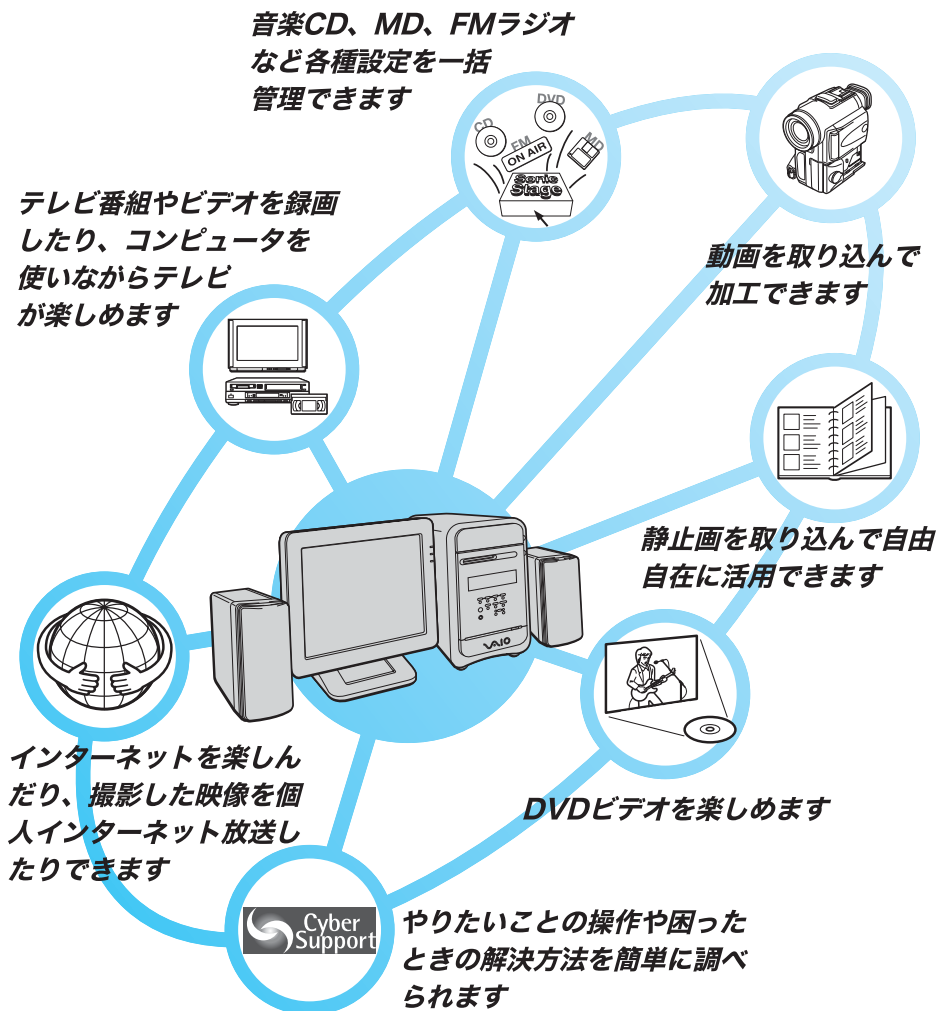 音楽CD、MD、FMラジオ
など各種設定を一括
管理できます
CD
DVD
FM
ON AIR
MD
Sonic
Stage
テレビ番組やビデオを録画
したり、コンピュータを
使いながらテレビ
が楽しめます
動画を取り込んで
加工できます
静止画を取り込んで自由
自在に活用できます
VAIO
インターネットを楽しん
だり、撮影した映像を個
人インターネット放送し
たりできます
DVDビデオを楽しめます
Cyber
Support
やりたいことの操作や困った
ときの解決方法を簡単に調べ
られます